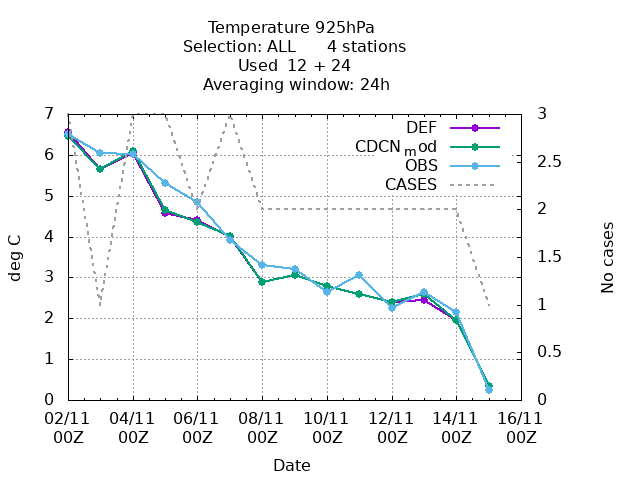 Temperature 925hPa
Selection: ALL 4 stations
Used 12 + 24
Averaging window: 24h
7
6
5
4
3
2
1
0
deg C
3
2.5
2
1.5
1
0.5
0
No cases
DEF
CDCN_mod
OBS
CASES
02/11 04/11 06/11 08/11 10/11 12/11 14/11 16/11
00Z 00Z 00Z 00Z 00Z 00Z 00Z 00Z
Date